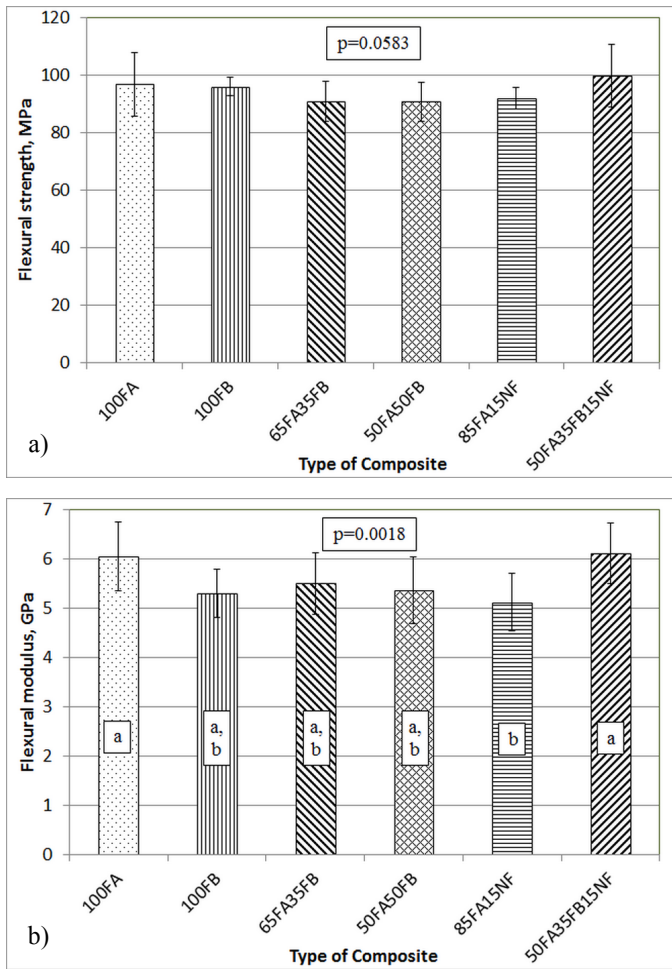 120
100
80
60
40
20
0
Flexural strength, MPa
p=0.0583
100FA
100FB
65FA35FB
50FA50FB
85FA15NF
50FA35FB15NF
a)
Type of Composite
7
6
5
4
3
2
1
0
Flexural modulus, GPa
p=0.0018
a
a,
b
a,
b
a,
b
b
a
100FA
100FB
65FA35FB
50FA50FB
85FA15NF
50FA35FB15NF
b)
Type of Composite